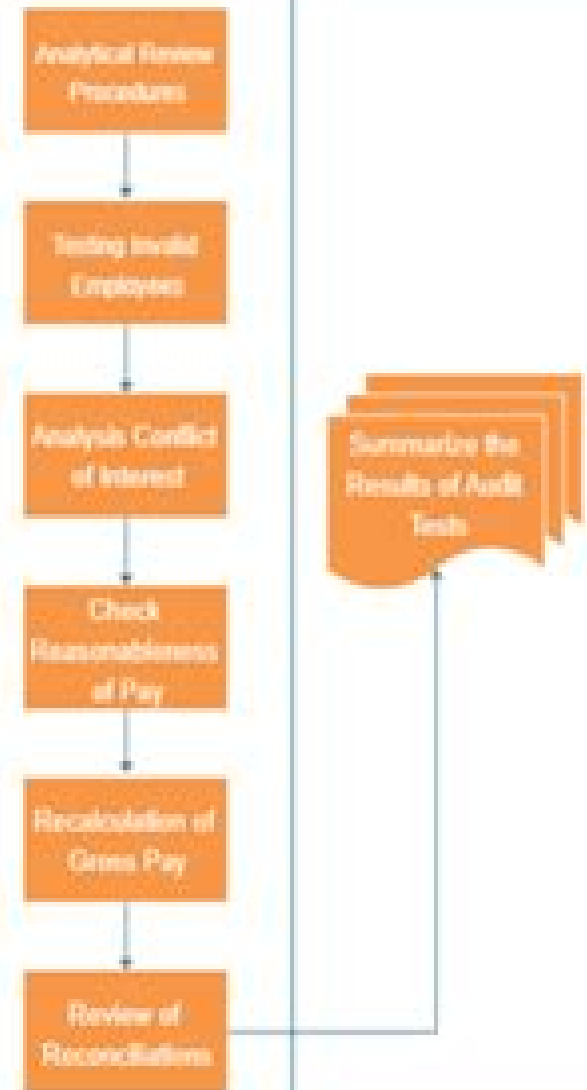 Analytical Review
Procedures
Testing Invalid
Employees
Analysis Conflict
of Interest
Check
Reasonableness
of Pay
Recalculation of
Gross Pay
Review of
Reconciliations
Summarize the
Results of Audit
Tests